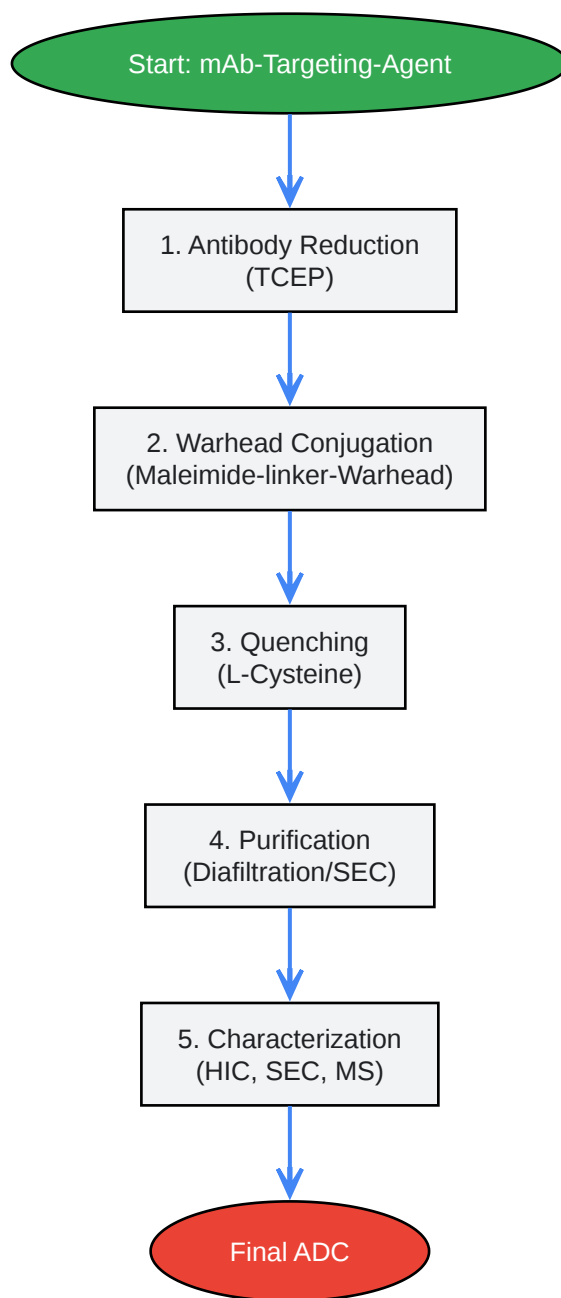 Start: mAb-Targeting-Agent
1. Antibody Reduction
(TCEP)
2. Warhead Conjugation
(Maleimide-linker-Warhead)
3. Quenching
(L-Cysteine)
4. Purification
(Diafiltration/SEC)
5. Characterization
(HIC, SEC, MS)
Final ADC